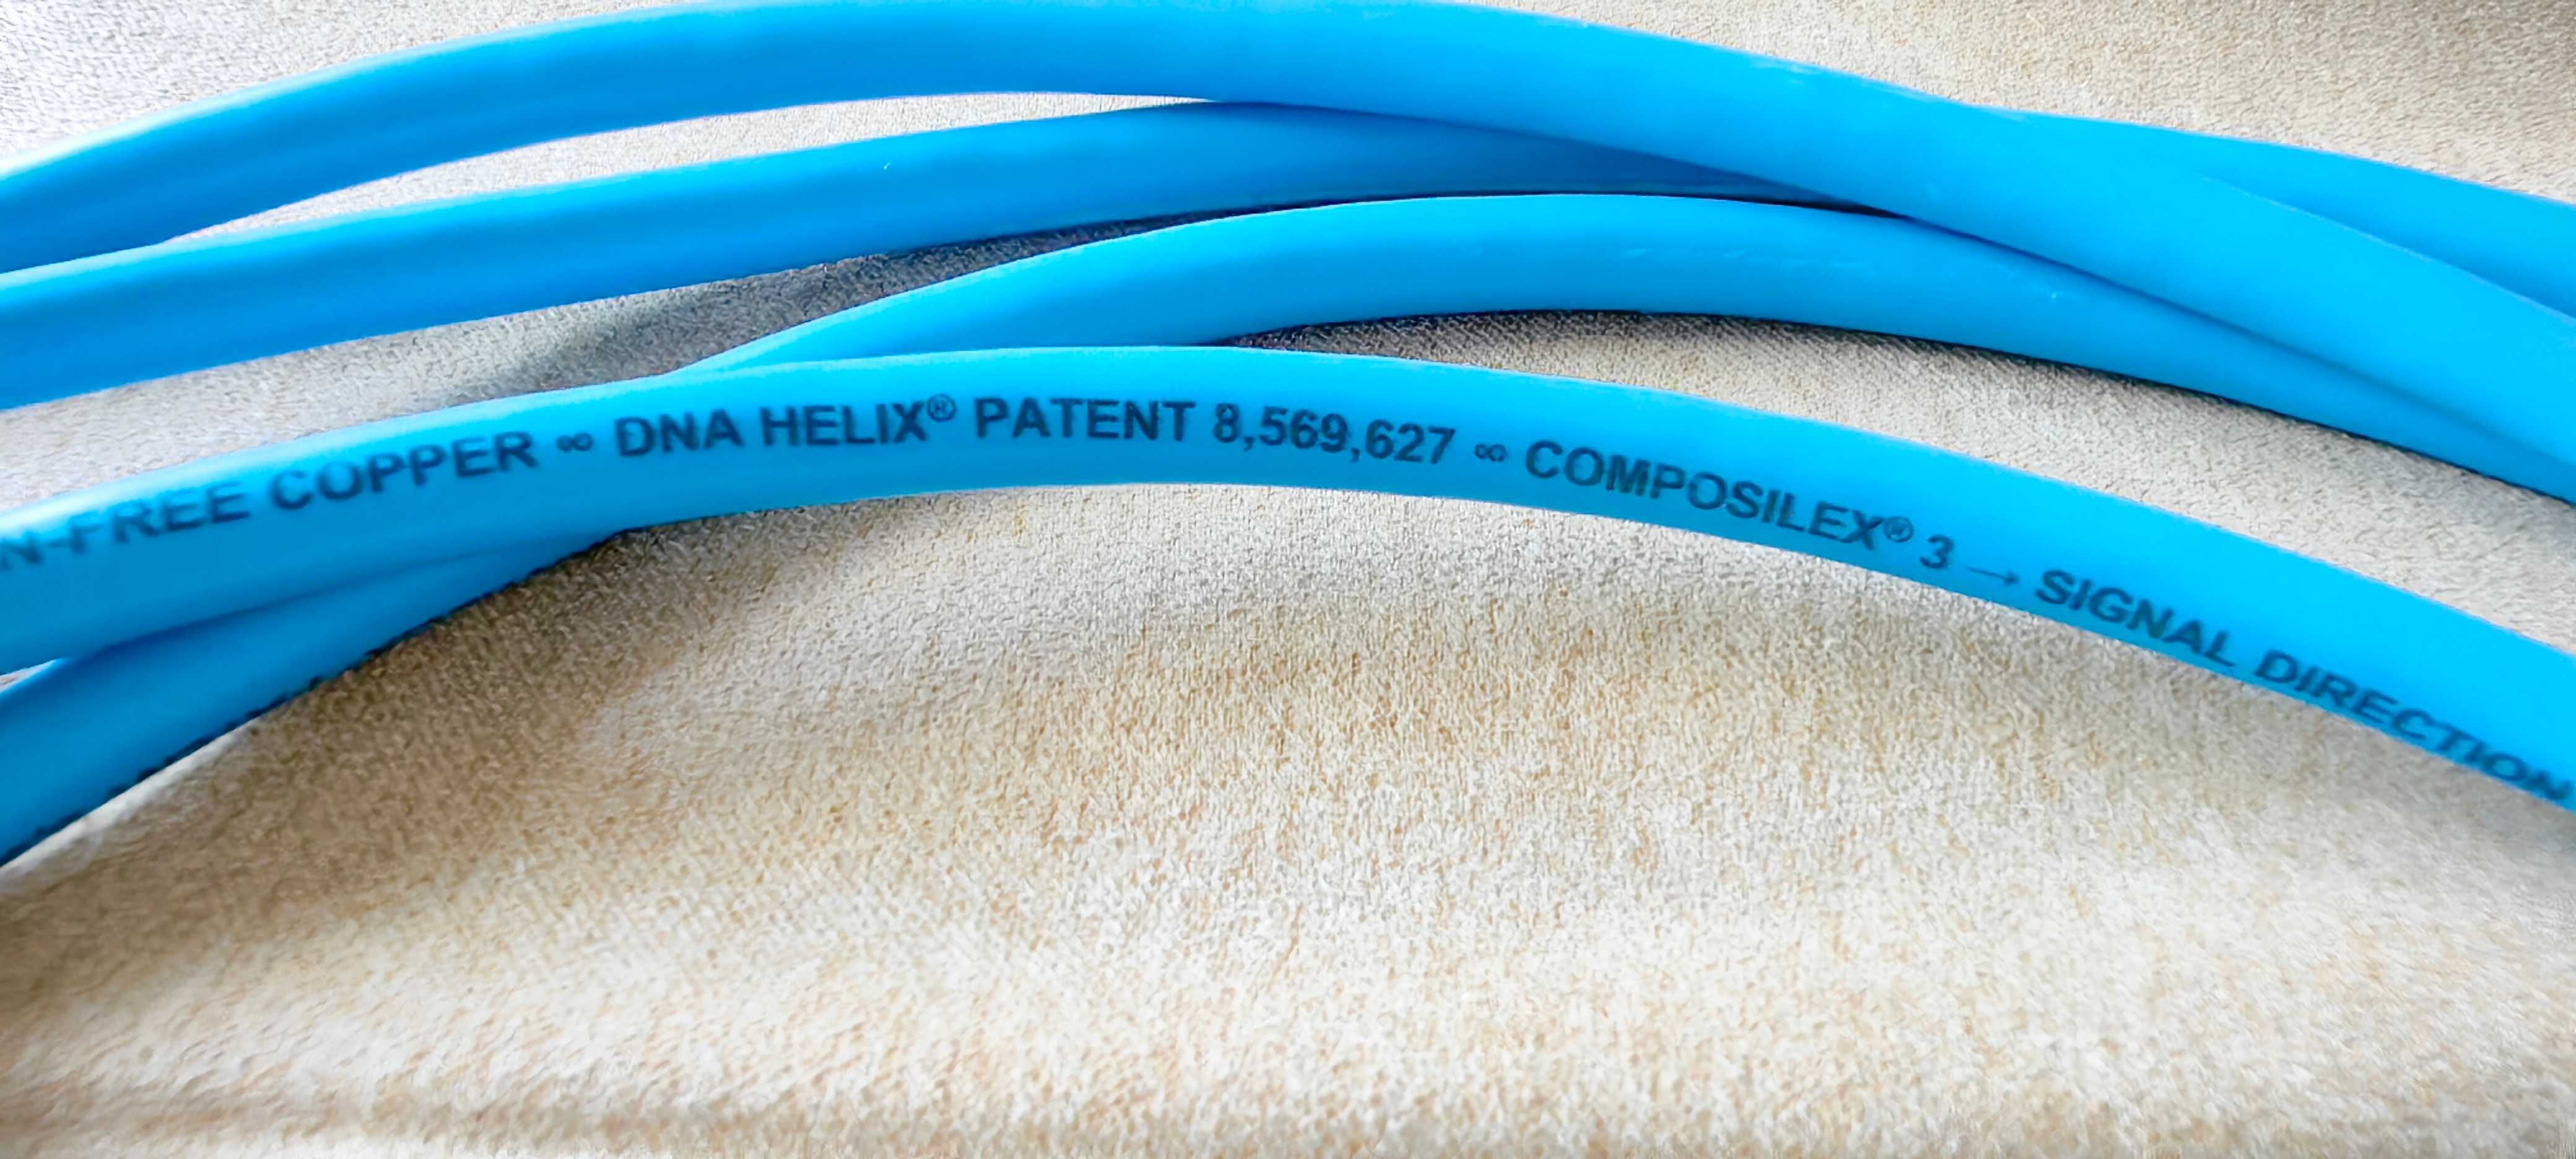 N-FREE COPPER ∞ DNA HELIX® PATENT 8,569,627 ∞ COMPOSILEX® 3 → SIGNAL DIRECTION